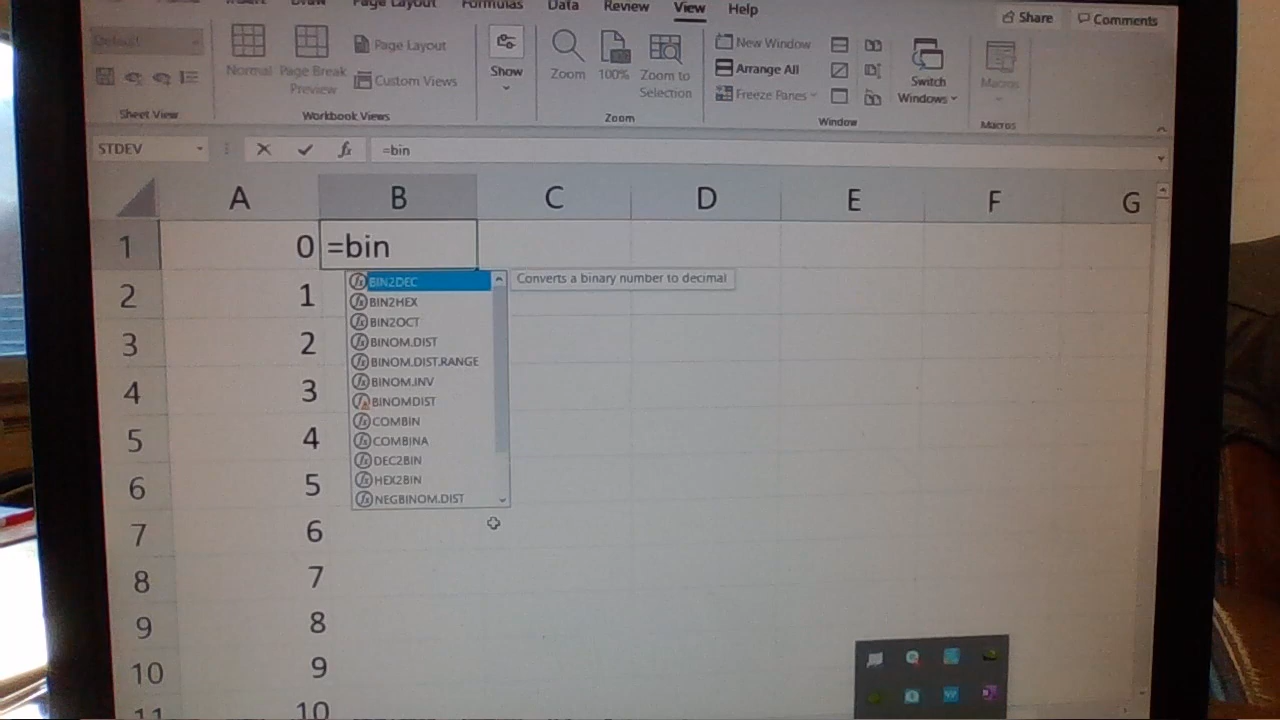 Draw Page Layout Formulas Data Review View Help
Share Comments
Default
Normal Page Break Preview
Page Layout
Custom Views
Show
Zoom 100% Zoom to Selection
New Window
Arrange All
Freeze Panes
Switch Windows
Macros
Sheet View Workbook Views Zoom Window Macros
STDEV fx =bin
A B C D E F G
1 0 =bin
BIN2DEC Converts a binary number to decimal
2 1
BIN2HEX
BIN2OCT
3 2
BINOM.DIST
BINOM.DIST.RANGE
4 3
BINOM.INV
BINOMDIST
COMBIN
5 4
COMBINA
DEC2BIN
6 5
HEX2BIN
NEGBINOM.DIST
7 6
8 7
9 8
10 9
11 10